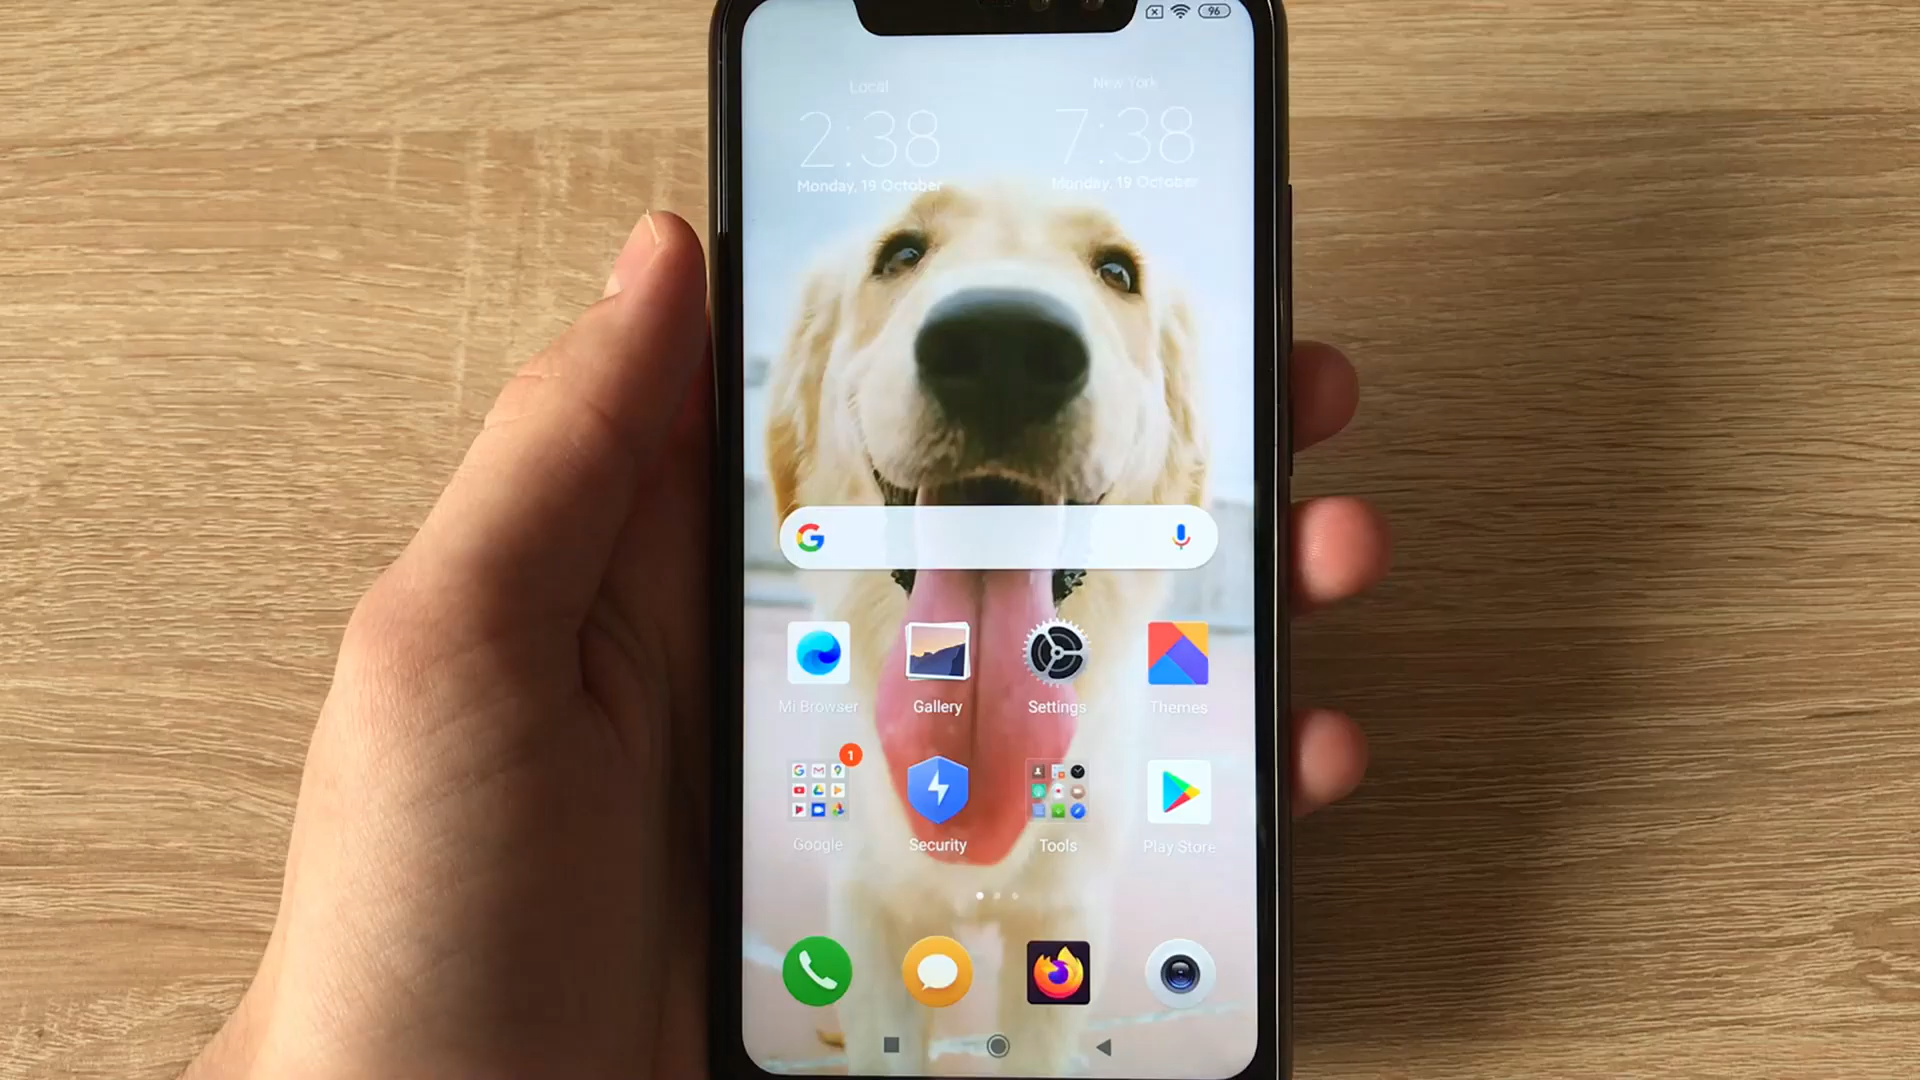 96
Local
New York
2:38
7:38
Monday, 19 October
Monday, 19 October
Mi Browser
Gallery
Settings
Themes
1
Google
Security
Tools
Play Store